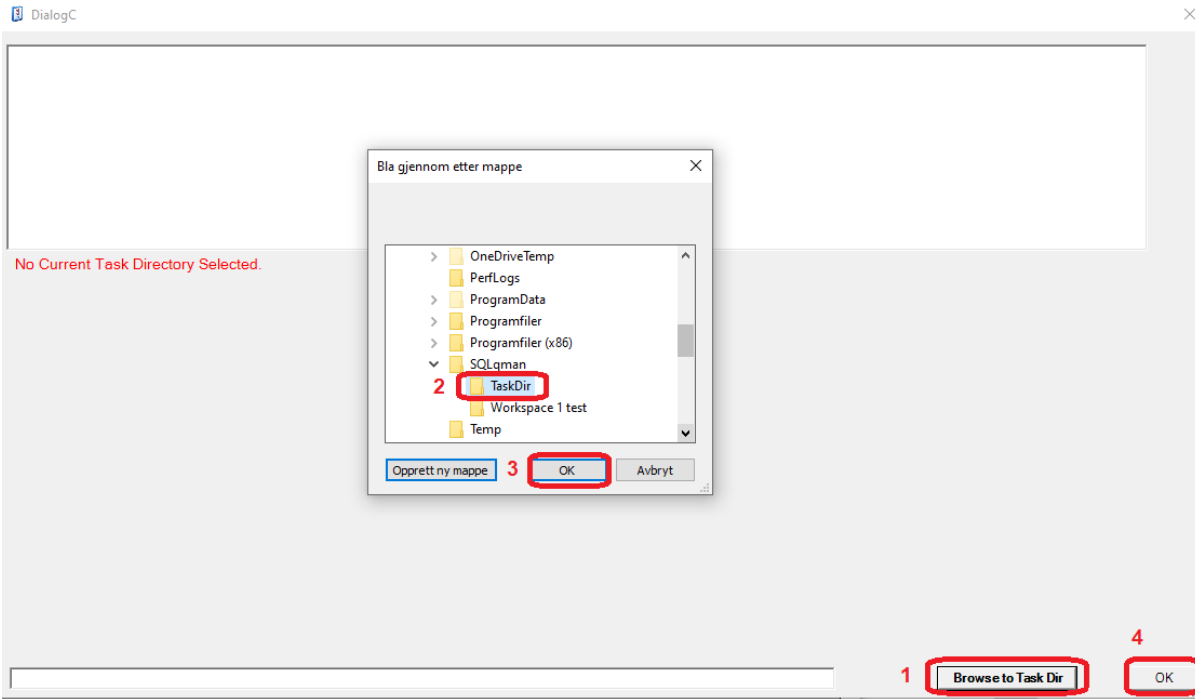 DialogC
Bla gjennom etter mappe
OneDriveTemp
No Current Task Directory Selected.
PerfLogs
ProgramData
Programfiler
Programfiler (x86)
SQLqman
2 TaskDir
Workspace 1 test
Temp
Opprett ny mappe 3 OK Avbryt
4
1 Browse to Task Dir OK